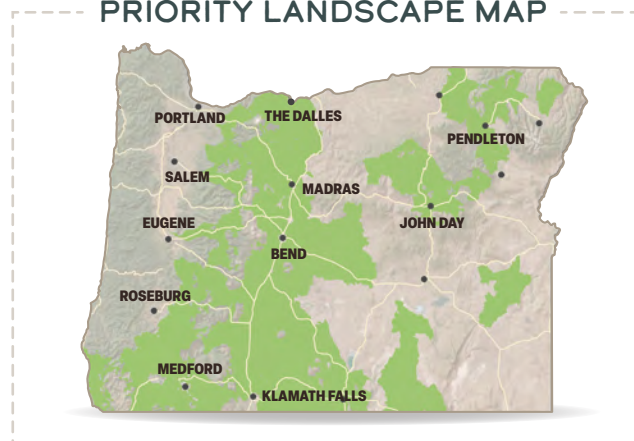 PRIORITY LANDSCAPE MAP
PORTLAND
THE DALLES
PENDLETON
SALEM
MADRAS
EUGENE
JOHN DAY
BEND
ROSEBURG
MEDFORD
KLAMATH FALLS